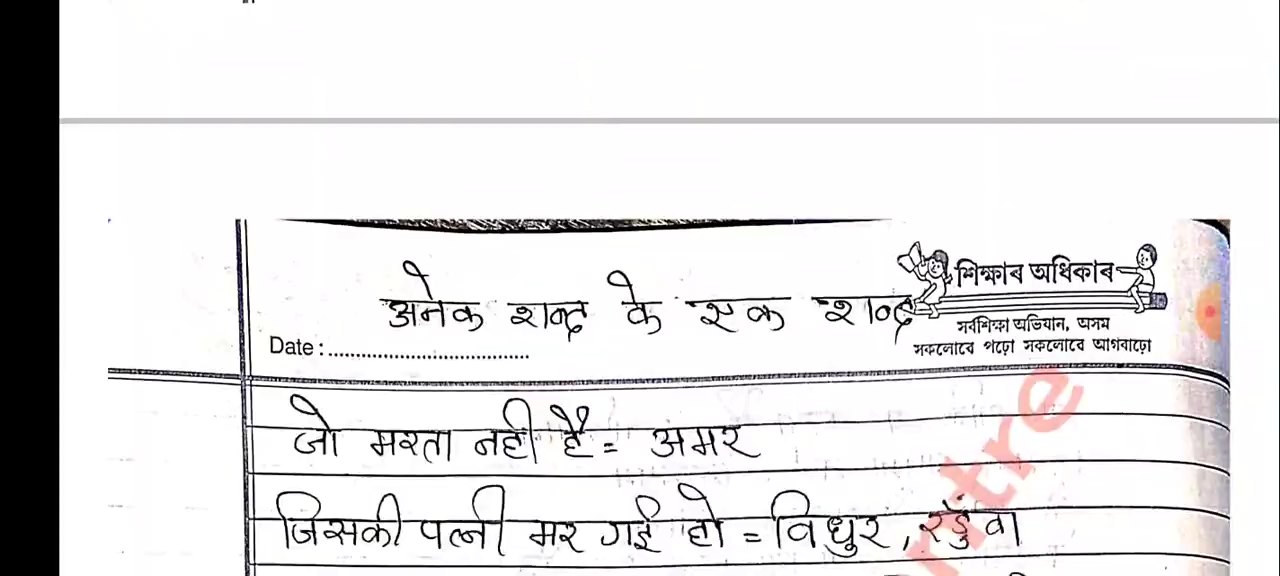 अनेक शब्द के एक शब्द
শিক্ষাৰ অধিকাৰ
সৰ্বশিক্ষা অভিযান, অসম
সকলোৱে পঢ়ো সকলোৱে আগবাঢ়ো
Date :
जो मरता नहीं है = अमर
जिसकी पत्नी मर गई हो = विधुर, रडुंवा